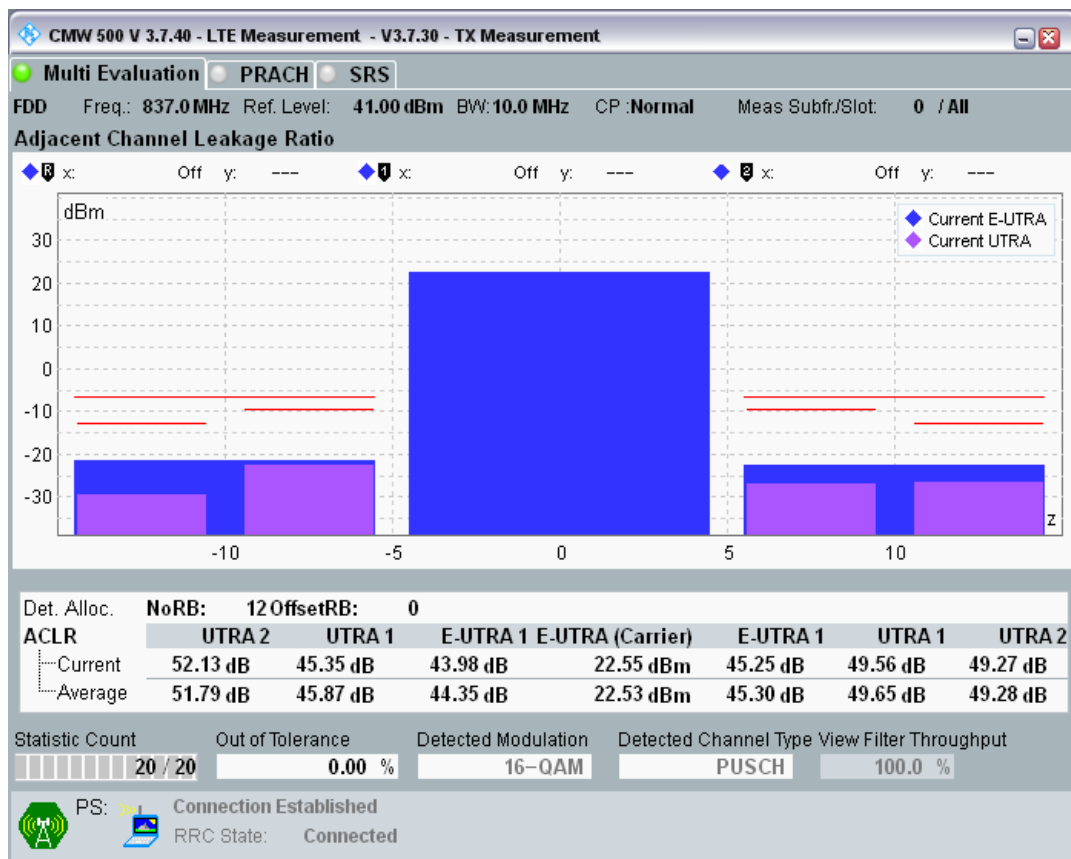 CMW 500 V 3.7.40 - LTE Measurement - V3.7.30 - TX Measurement
Multi Evaluation PRACH SRS
FDD Freq.: 837.0 MHz Ref. Level: 41.00 dBm BW: 10.0 MHz CP :Normal Meas Subfr./Slot: 0 / All
Adjacent Channel Leakage Ratio
R x: Off y: --- 1 x: Off y: --- 2 x: Off y: ---
dBm
Current E-UTRA
Current UTRA
30
20
10
0
-10
-20
-30
z
-10 -5 0 5 10
Det. Alloc. NoRB: 12 OffsetRB: 0
ACLR UTRA 2 UTRA 1 E-UTRA 1 E-UTRA (Carrier) E-UTRA 1 UTRA 1 UTRA 2
Current 52.13 dB 45.35 dB 43.98 dB 22.55 dBm 45.25 dB 49.56 dB 49.27 dB
Average 51.79 dB 45.87 dB 44.35 dB 22.53 dBm 45.30 dB 49.65 dB 49.28 dB
Statistic Count Out of Tolerance Detected Modulation Detected Channel Type View Filter Throughput
20 / 20 0.00 % 16-QAM PUSCH 100.0 %
PS: Connection Established
RRC State: Connected